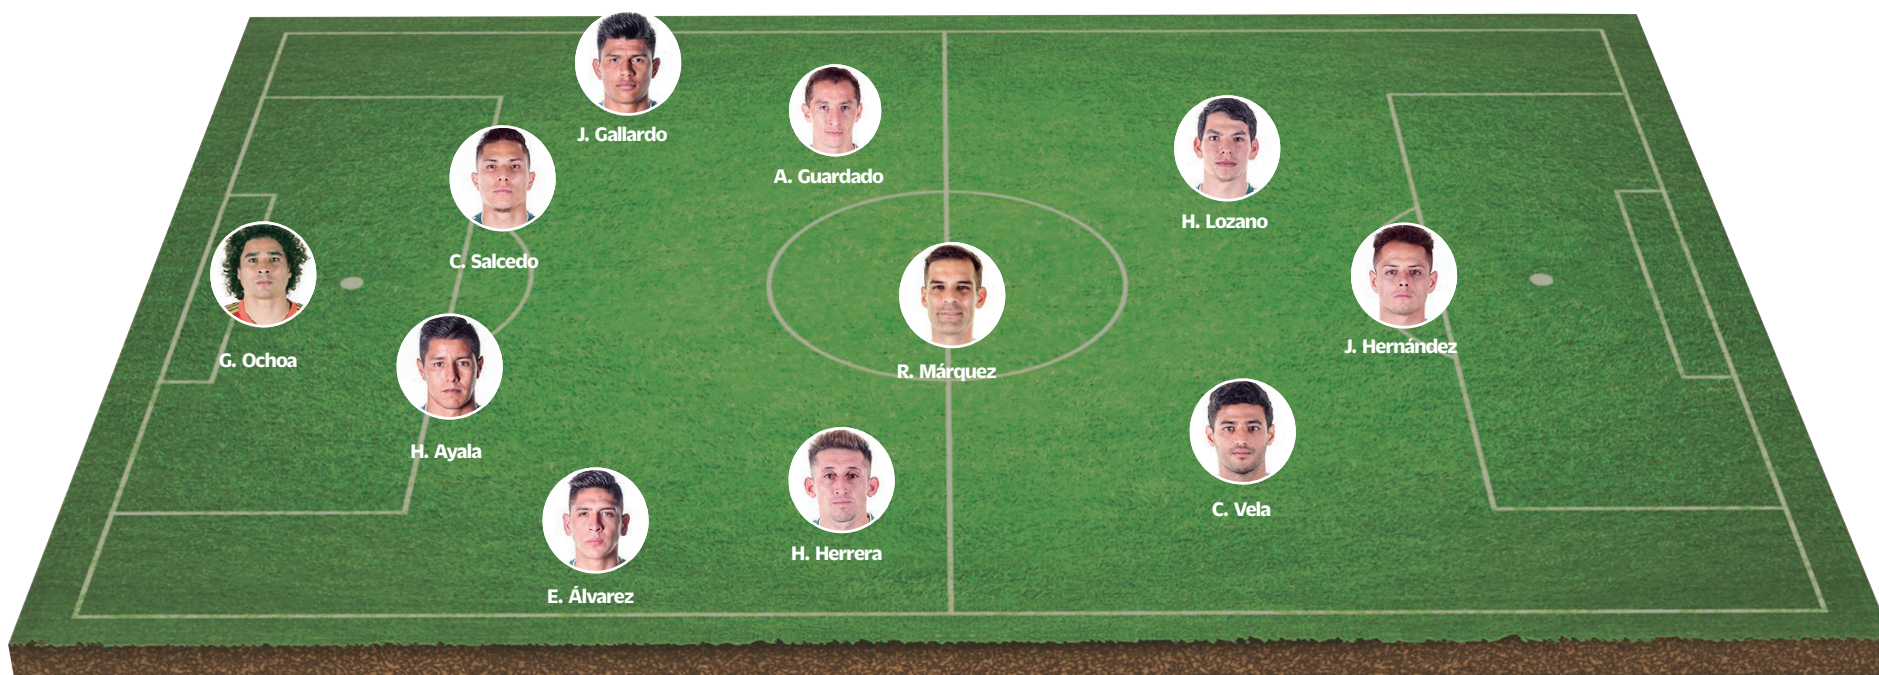 J. Gallardo
A. Guardado
H. Lozano
C. Salcedo
J. Hernández
G. Ochoa
R. Márquez
H. Ayala
C. Vela
H. Herrera
E. Álvarez